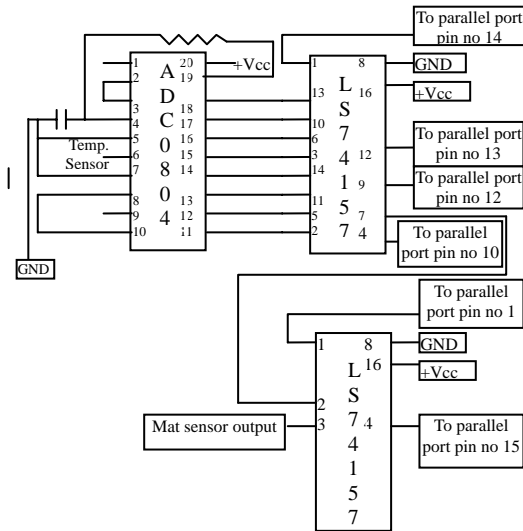 To parallel port
pin no 14
1
2
3
4
5
6
7
8
9
10
A
D
C
0
8
0
4
20
19
18
17
16
15
14
13
12
11
+Vcc
Temp.
Sensor
GND
1
13
10
6
3
14
11
5
2
L
S
7
4
1
5
7
8
16
12
9
7
4
GND
+Vcc
To parallel port
pin no 13
To parallel port
pin no 12
To parallel
port pin no 10
To parallel
port pin no 1
1
2
3
L
S
7
4
1
5
7
8
16
4
GND
+Vcc
Mat sensor output
To parallel
port pin no 15